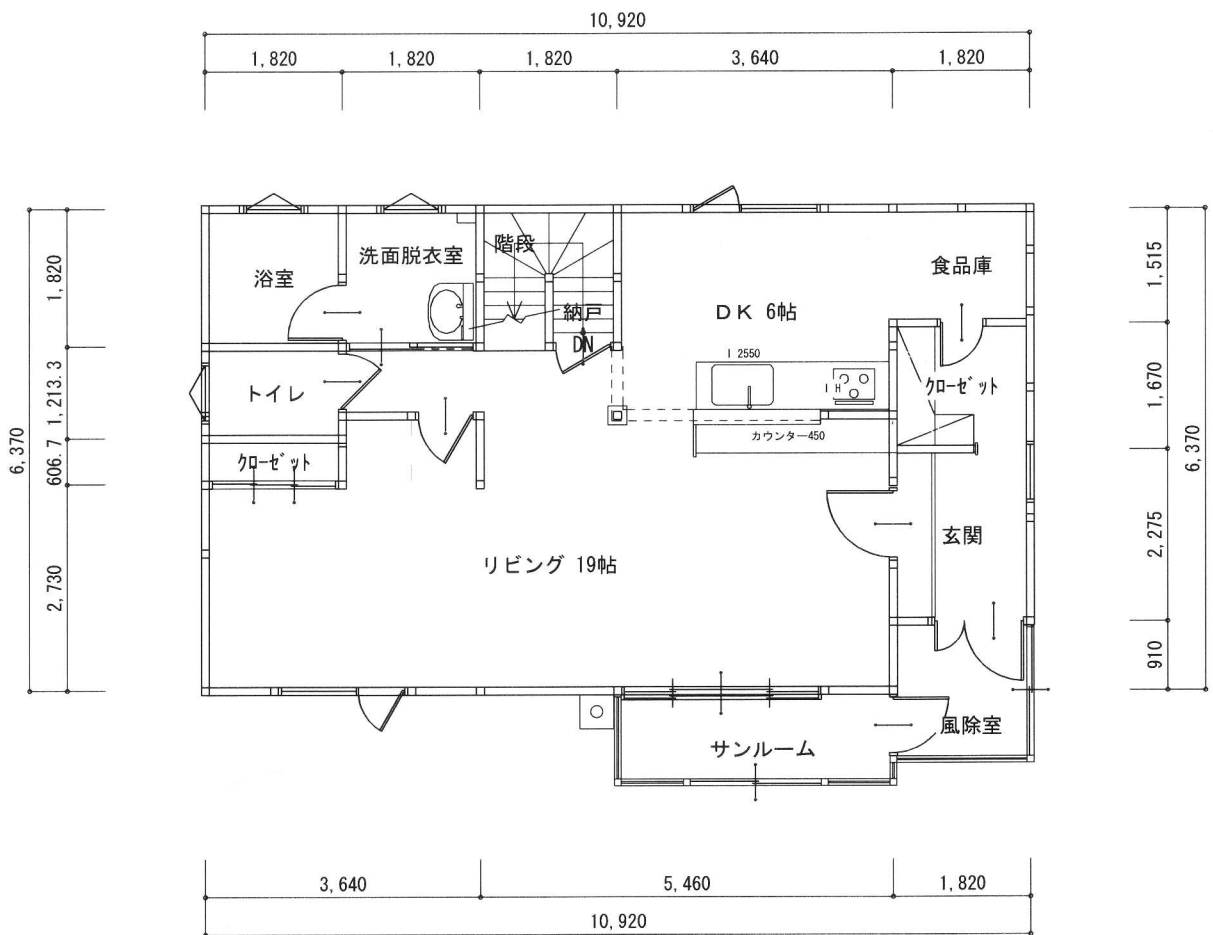 10,920
1,820
1,820
1,820
3,640
1,820
浴室
洗面脱衣室
階段
納戸
DN
DK 6帖
食品庫
I 2550
IH
クローゼット
カウンター450
トイレ
クローゼット
リビング 19帖
玄関
サンルーム
風除室
6,370
1,820
1,213.3
606.7
2,730
1,515
1,670
2,275
910
6,370
3,640
5,460
1,820
10,920